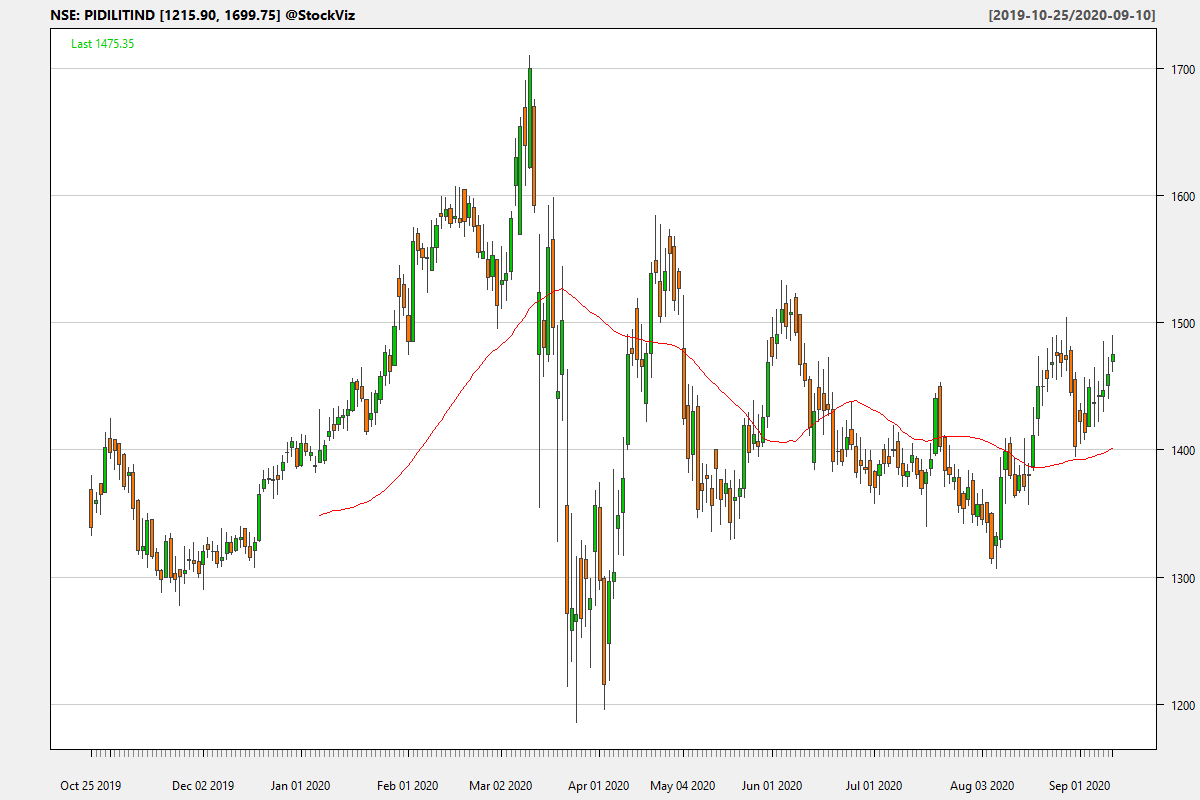 NSE: PIDILITIND [1215.90, 1699.75] @StockViz
[2019-10-25/2020-09-10]
Last 1475.35
1700
1600
1500
1400
1300
1200
Oct 25 2019 Dec 02 2019 Jan 01 2020 Feb 01 2020 Mar 02 2020 Apr 01 2020 May 04 2020 Jun 01 2020 Jul 01 2020 Aug 03 2020 Sep 01 2020